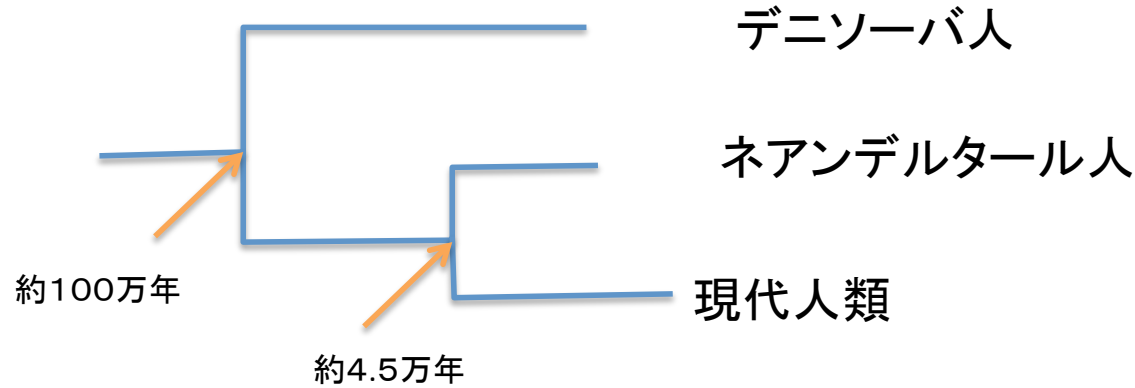 デニソーバ人
ネアンデルタール人
約100万年
現代人類
約4.5万年